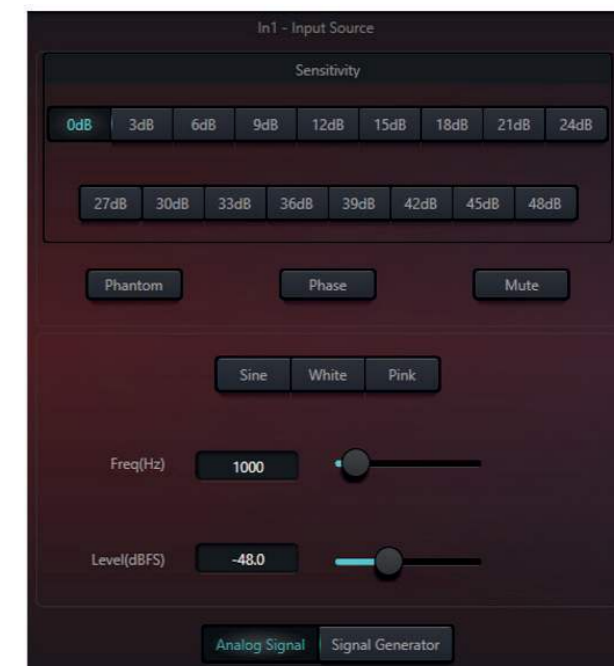 In1 - Input Source
Sensitivity
0dB 3dB 6dB 9dB 12dB 15dB 18dB 21dB 24dB
27dB 30dB 33dB 36dB 39dB 42dB 45dB 48dB
Phantom Phase Mute
Sine White Pink
Freq(Hz) 1000
Level(dBFS) -48.0
Analog Signal Signal Generator